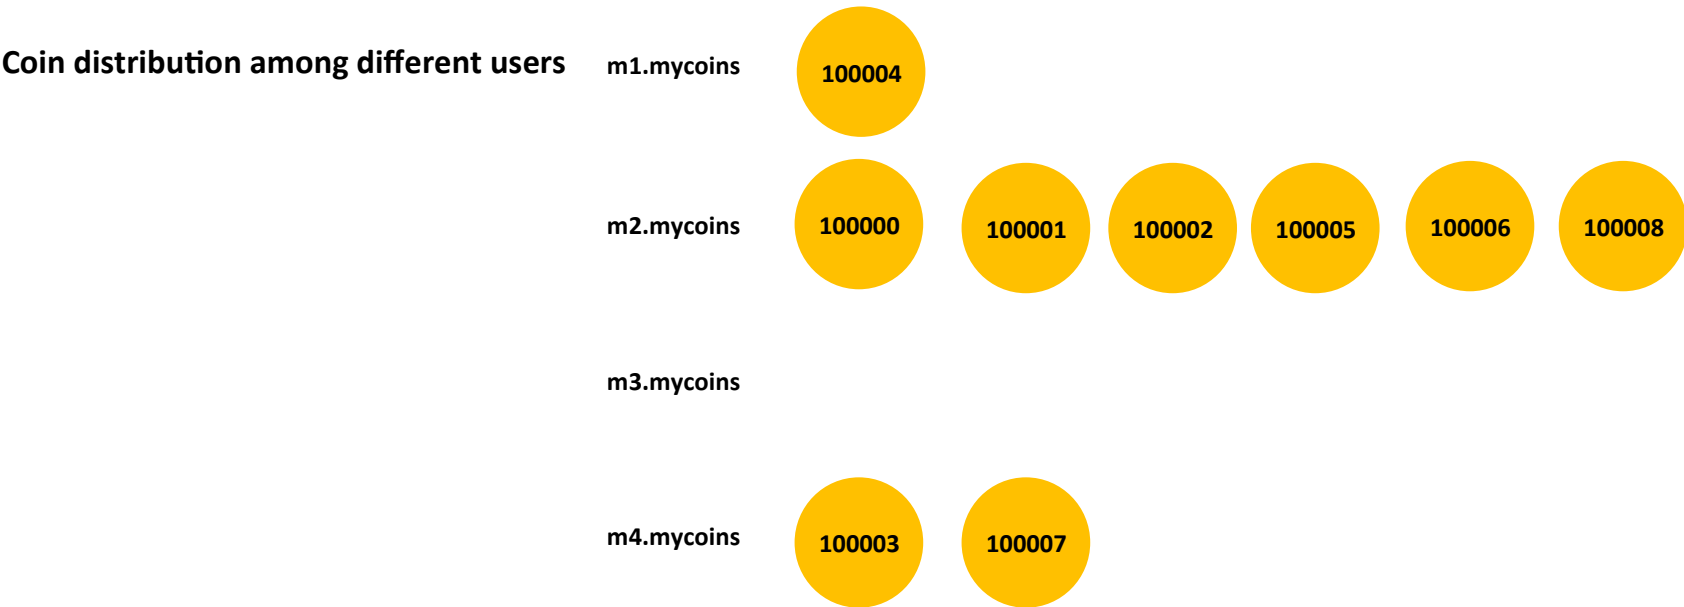 Coin distribution among different users
m1.mycoins
100004
m2.mycoins
100000
100001
100002
100005
100006
100008
m3.mycoins
m4.mycoins
100003
100007